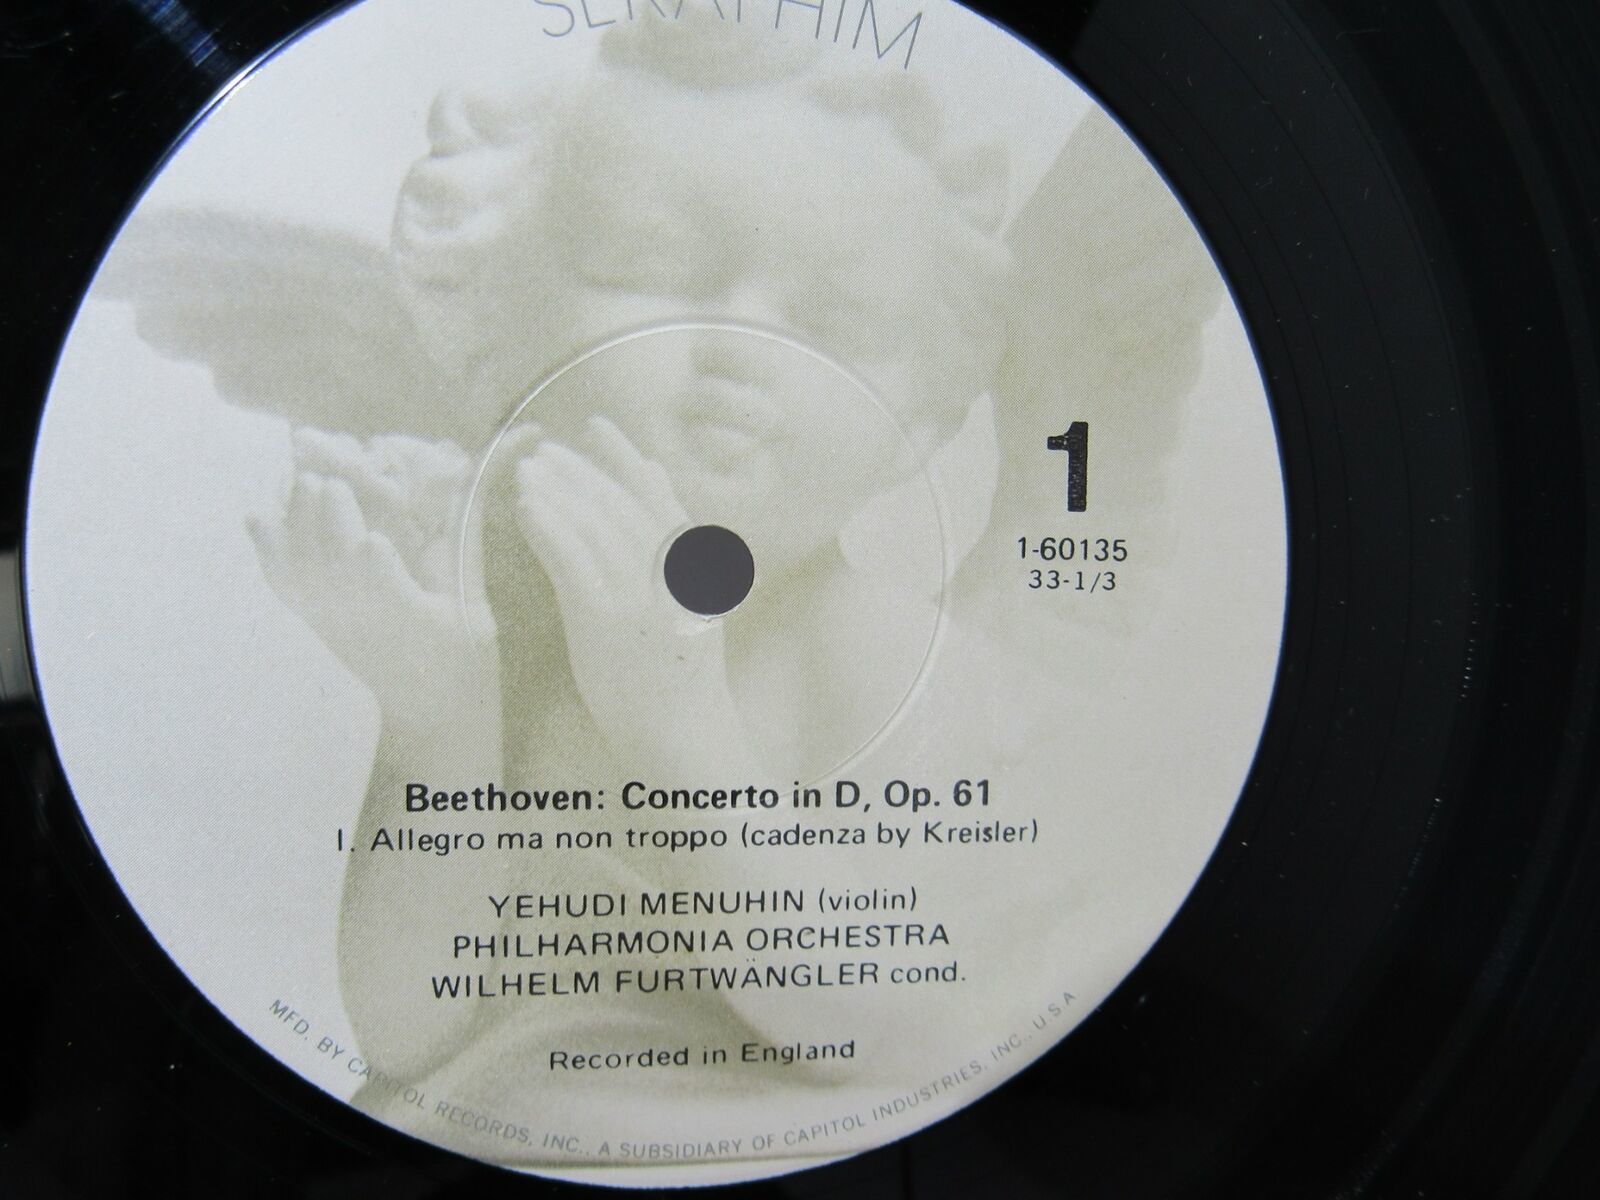 SERAPHIM
1
1-60135
33-1/3
Beethoven: Concerto in D, Op. 61
I. Allegro ma non troppo (cadenza by Kreisler)
YEHUDI MENUHIN (violin)
PHILHARMONIA ORCHESTRA
WILHELM FURTWÄNGLER cond.
Recorded in England
MFD. BY CAPITOL RECORDS, INC., A SUBSIDIARY OF CAPITOL INDUSTRIES, INC., U.S.A